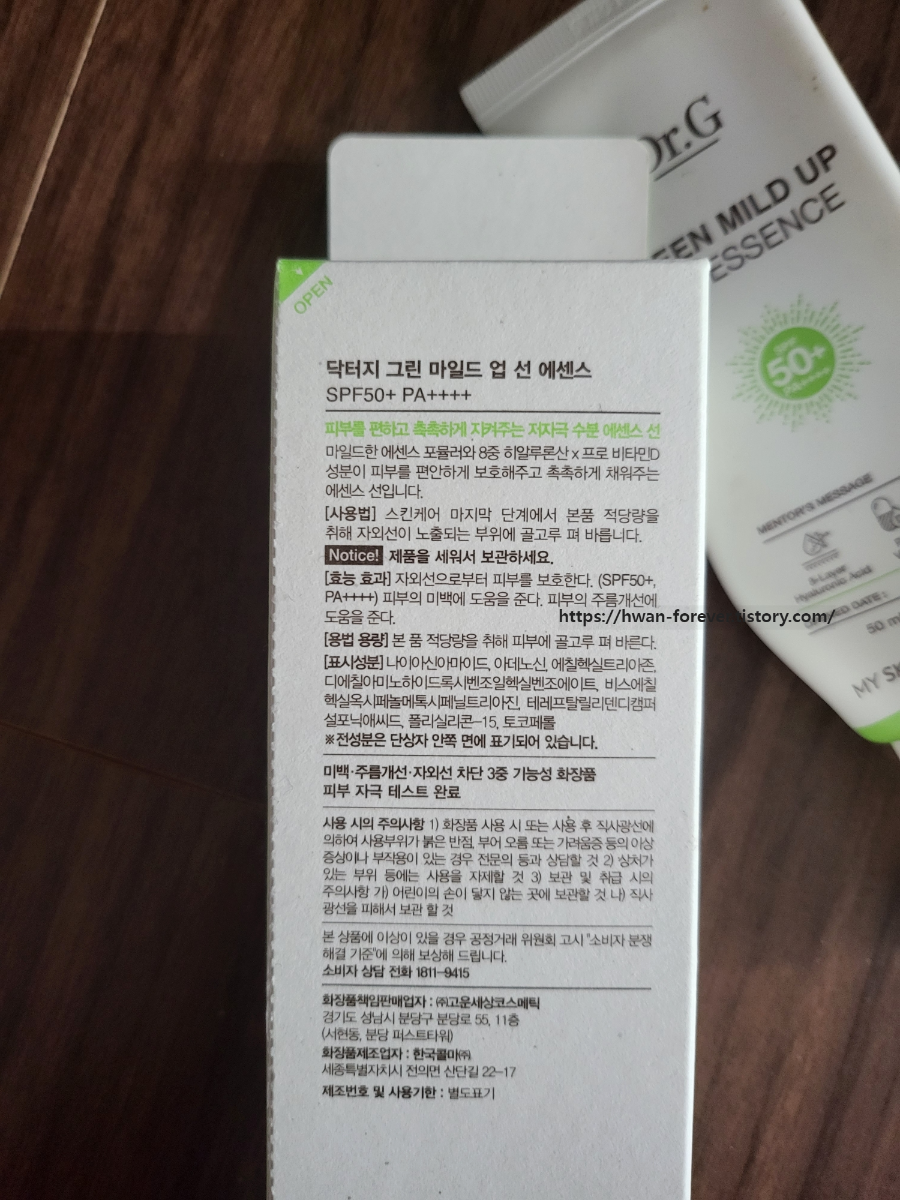 OPEN
닥터지 그린 마일드 업 선 에센스
SPF50+ PA++++
피부를 편하고 촉촉하게 지켜주는 저자극 수분 에센스 선
마일드한 에센스 포뮬러와 8중 히알루론산 x 프로 비타민D
성분이 피부를 편안하게 보호해주고 촉촉하게 채워주는
에센스 선입니다.
[사용법] 스킨케어 마지막 단계에서 본품 적당량을
취해 자외선이 노출되는 부위에 골고루 펴 바릅니다.
Notice! 제품을 세워서 보관하세요.
[효능 효과] 자외선으로부터 피부를 보호한다. (SPF50+,
PA++++) 피부의 미백에 도움을 준다. 피부의 주름개선에
도움을 준다.
[용법 용량] 본 품 적당량을 취해 피부에 골고루 펴 바른다.
[표시성분] 나이아신아마이드, 아데노신, 에칠헥실트리아존,
디에칠아미노하이드록시벤조일헥실벤조에이트, 비스에칠
헥실옥시페놀메톡시페닐트리아진, 테레프탈릴리덴디캠퍼
설포닉애씨드, 폴리실리콘-15, 토코페롤
※전성분은 단상자 안쪽 면에 표기되어 있습니다.
미백·주름개선·자외선 차단 3중 기능성 화장품
피부 자극 테스트 완료
사용 시의 주의사항 1) 화장품 사용 시 또는 사용 후 직사광선에
의하여 사용부위가 붉은 반점, 부어 오름 또는 가려움증 등의 이상
증상이나 부작용이 있는 경우 전문의 등과 상담할 것 2) 상처가
있는 부위 등에는 사용을 자제할 것 3) 보관 및 취급 시의
주의사항 가) 어린이의 손이 닿지 않는 곳에 보관할 것 나) 직사
광선을 피해서 보관 할 것
본 상품에 이상이 있을 경우 공정거래 위원회 고시 "소비자 분쟁
해결 기준"에 의해 보상해 드립니다.
소비자 상담 전화 1811-9415
화장품책임판매업자 : ㈜고운세상코스메틱
경기도 성남시 분당구 분당로 55, 11층
(서현동, 분당 퍼스트타워)
화장품제조업자 : 한국콜마㈜
세종특별자치시 전의면 산단길 22-17
제조번호 및 사용기한 : 별도표기
Dr.G
EEN MILD UP
ESSENCE
50+
MENTOR'S MESSAGE
5-Layer
Hyaluronic Acid
DATE :
50 m
MY SK
https://hwan-forever.tistory.com/